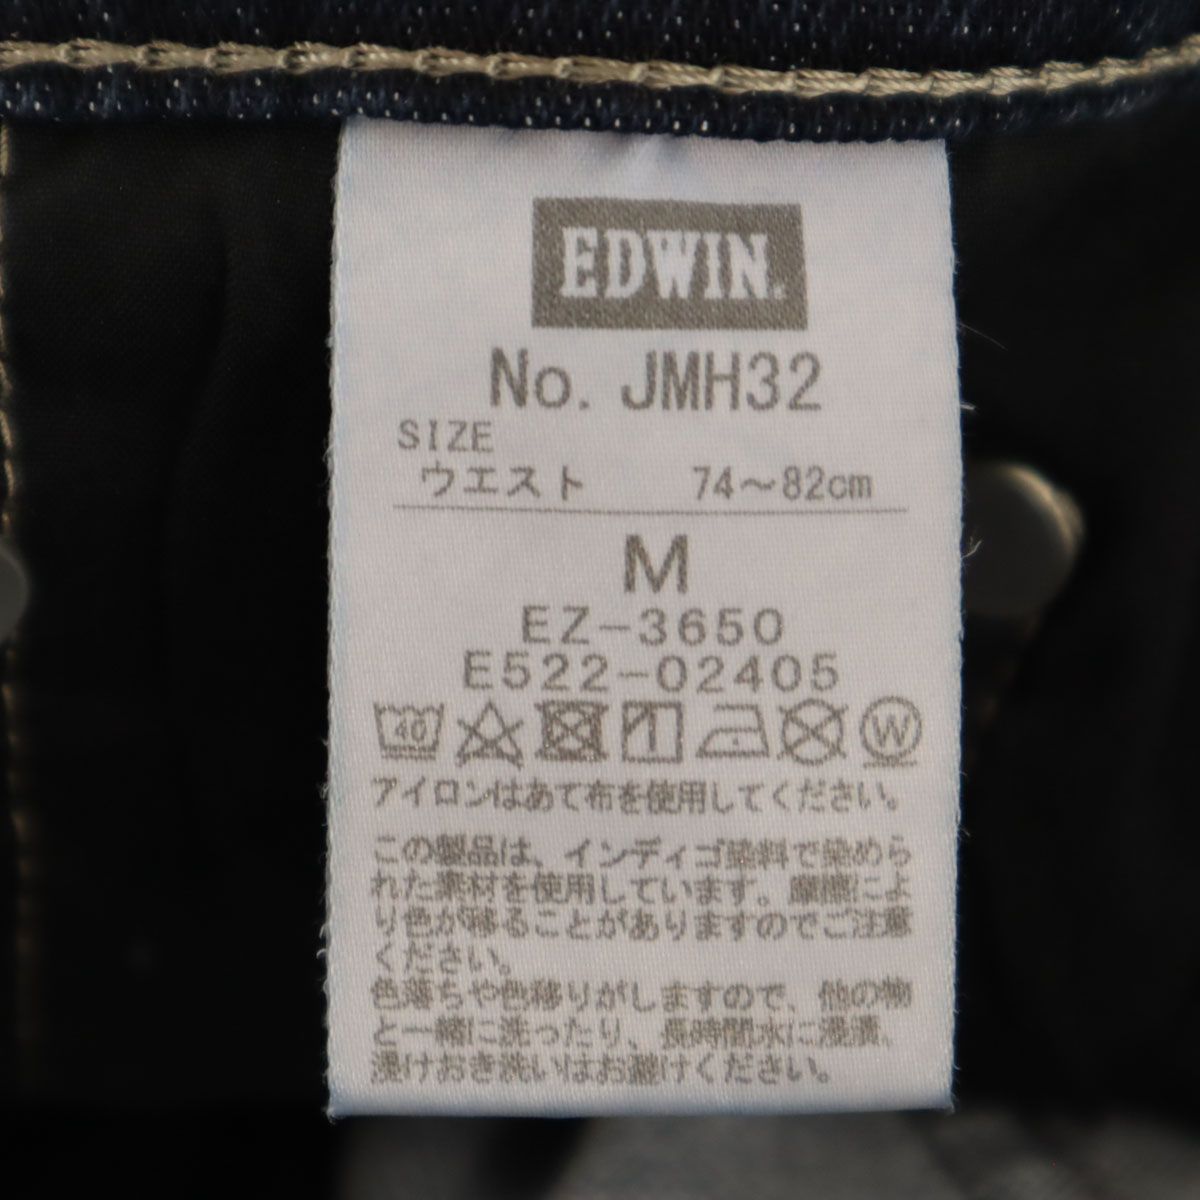 EDWIN.
No. JMH32
SIZE
ウエスト 74～82cm
M
EZ-3650
E522-02405
40 W
アイロンはあて布を使用してください。
この製品は、インディゴ染料で染めら
れた素材を使用しています。摩擦によ
り色が移ることがありますのでご注意
ください。
色落ちや色移りがしますので、他の物
と一緒に洗ったり、長時間水に浸漬、
浸けおき洗いはお避けください。